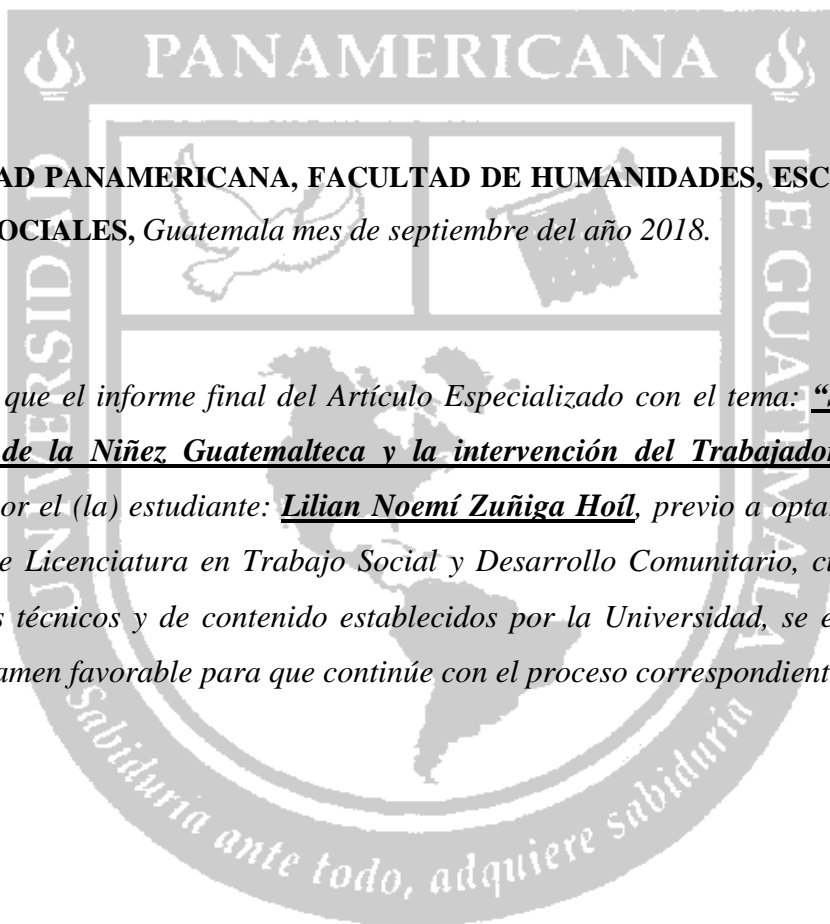 PANAMERICANA
UNIVERSIDAD
DE GUATEMALA
AD PANAMERICANA, FACULTAD DE HUMANIDADES, ESC
OCIALES, Guatemala mes de septiembre del año 2018.
que el informe final del Artículo Especializado con el tema: “
de la Niñez Guatemalteca y la intervención del Trabajador
or el (la) estudiante: Lilian Noemí Zuñiga Hoíl, previo a opta
e Licenciatura en Trabajo Social y Desarrollo Comunitario, c
s técnicos y de contenido establecidos por la Universidad, se e
amen favorable para que continúe con el proceso correspondient
Sabiduría ante todo, adquiere sabiduría